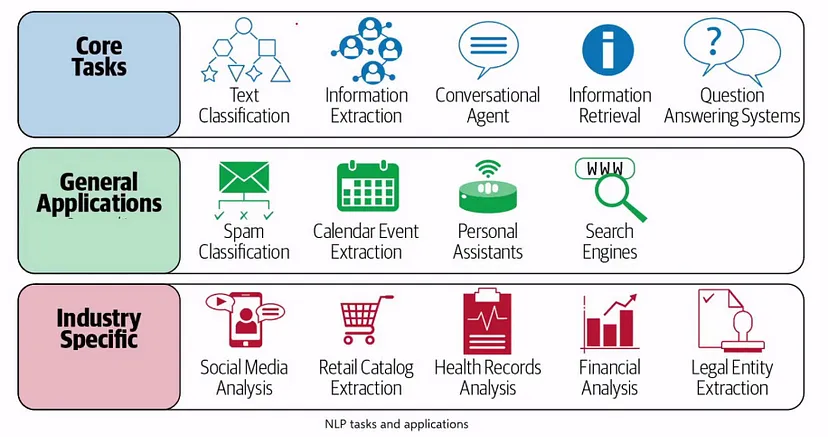 Core
Tasks
Text
Classification
Information
Extraction
Conversational
Agent
Information
Retrieval
?
Question
Answering Systems
General
Applications
Spam
Classification
Calendar Event
Extraction
Personal
Assistants
WWW
Search
Engines
Industry
Specific
Social Media
Analysis
Retail Catalog
Extraction
Health Records
Analysis
Financial
Analysis
Legal Entity
Extraction
NLP tasks and applications